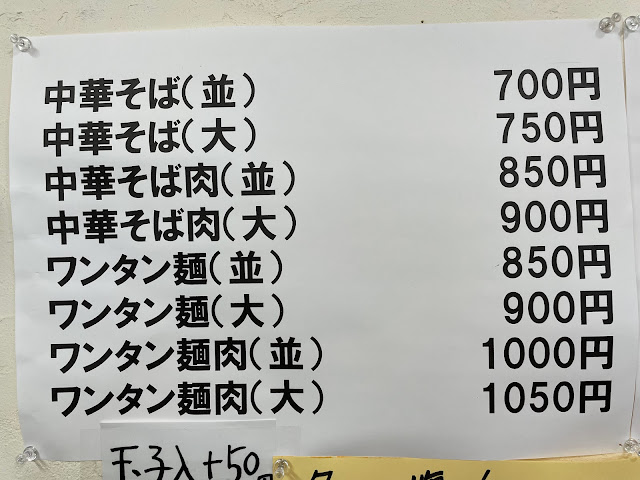 中華そば(並) 700円
中華そば(大) 750円
中華そば肉(並) 850円
中華そば肉(大) 900円
ワンタン麺(並) 850円
ワンタン麺(大) 900円
ワンタン麺肉(並) 1000円
ワンタン麺肉(大) 1050円
玉子入+50円